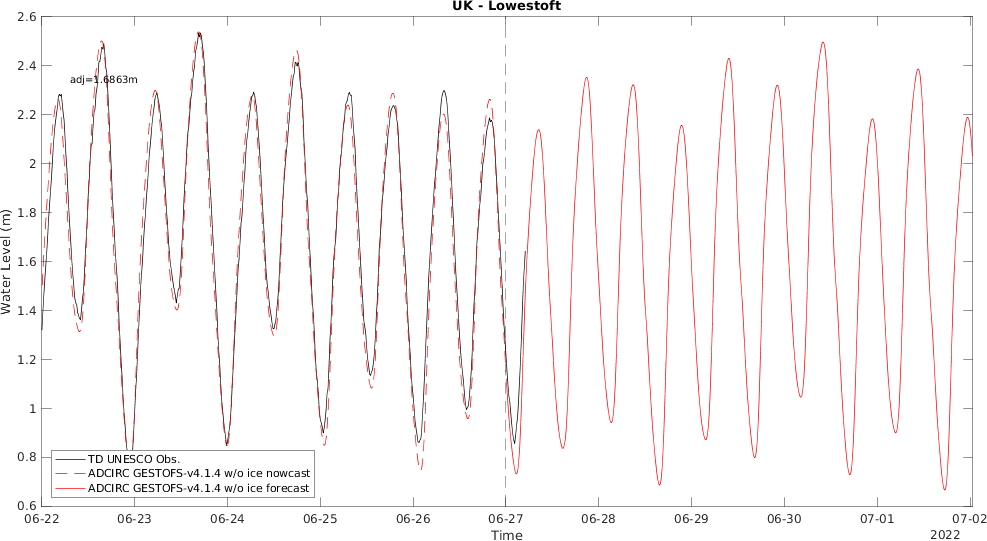 UK - Lowestoft
2.6
2.4
adj=1.6863m
2.2
2
1.8
1.6
1.4
1.2
1
0.8
0.6
Water Level (m)
TD UNESCO Obs.
ADCIRC GESTOFS-v4.1.4 w/o ice nowcast
ADCIRC GESTOFS-v4.1.4 w/o ice forecast
06-22 06-23 06-24 06-25 06-26 06-27 06-28 06-29 06-30 07-01 07-02
Time
2022